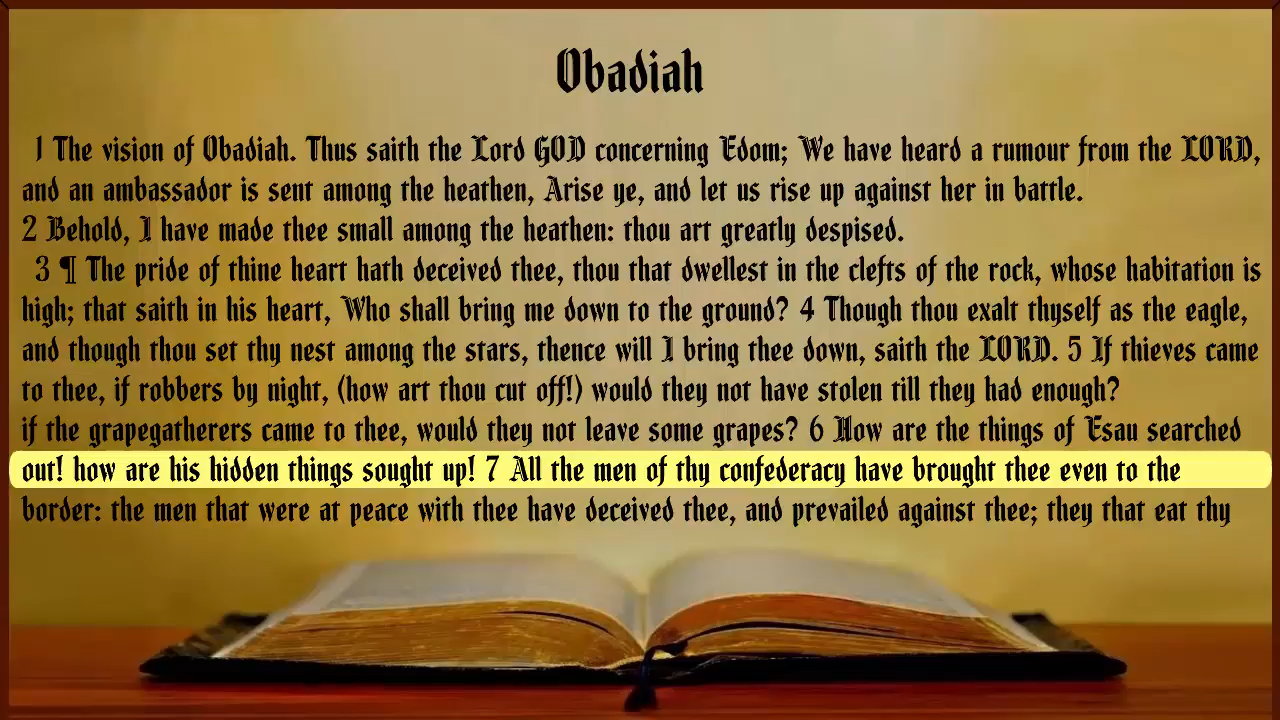 Obadiah
1 The vision of Obadiah. Thus saith the Lord GOD concerning Edom; We have heard a rumour from the LORD,
and an ambassador is sent among the heathen, Arise ye, and let us rise up against her in battle.
2 Behold, I have made thee small among the heathen: thou art greatly despised.
3 ¶ The pride of thine heart hath deceived thee, thou that dwellest in the clefts of the rock, whose habitation is
high; that saith in his heart, Who shall bring me down to the ground? 4 Though thou exalt thyself as the eagle,
and though thou set thy nest among the stars, thence will I bring thee down, saith the LORD. 5 If thieves came
to thee, if robbers by night, (how art thou cut off!) would they not have stolen till they had enough?
if the grapegatherers came to thee, would they not leave some grapes? 6 How are the things of Esau searched
out! how are his hidden things sought up! 7 All the men of thy confederacy have brought thee even to the
border: the men that were at peace with thee have deceived thee, and prevailed against thee; they that eat thy